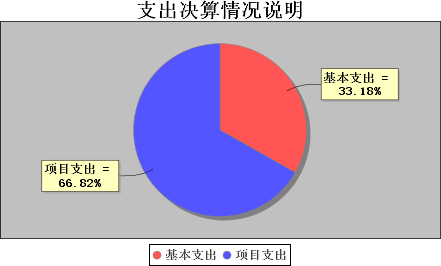 支出决算情况说明
基本支出 =
33.18%
项目支出 =
66.82%
基本支出 项目支出